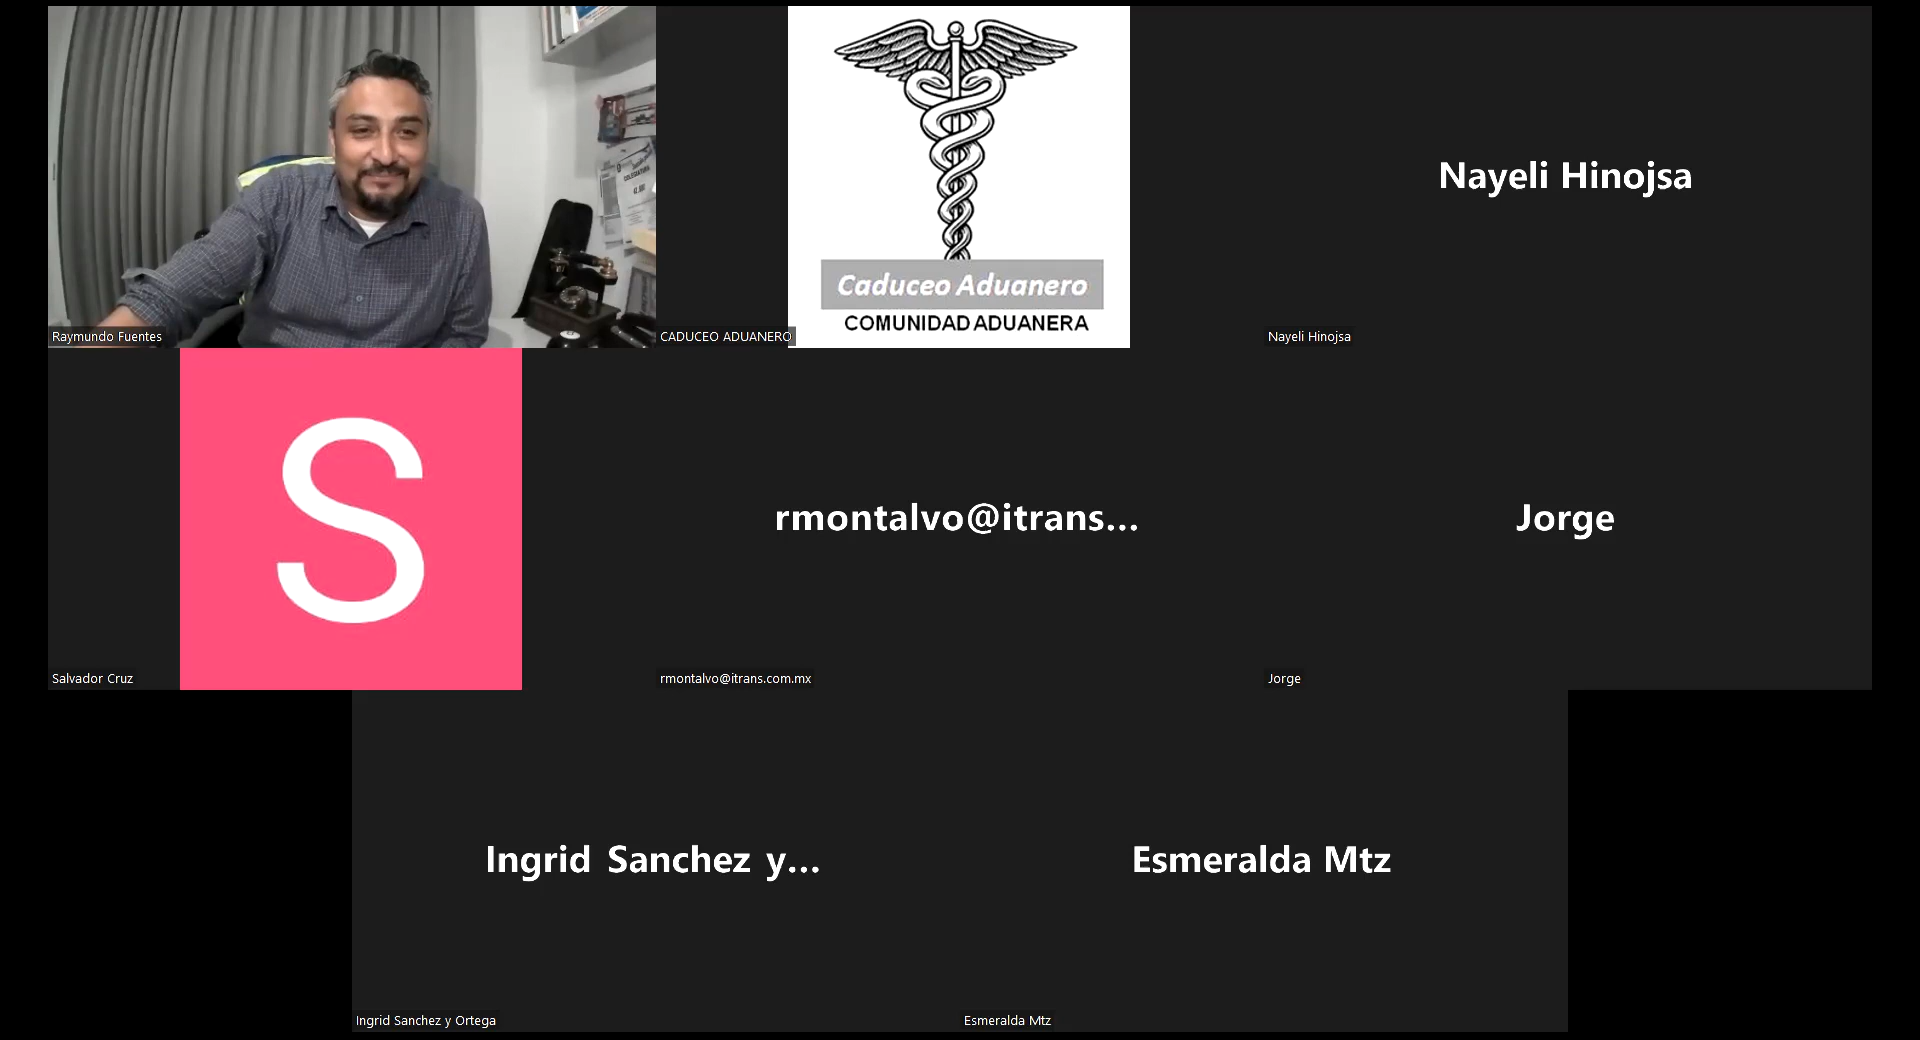 Raymundo Fuentes
Caduceo Aduanero
COMUNIDAD ADUANERA
CADUCEO ADUANERO
Nayeli Hinojsa
Nayeli Hinojsa
S
Salvador Cruz
rmontalvo@itrans...
rmontalvo@itrans.com.mx
Jorge
Jorge
Ingrid Sanchez y...
Ingrid Sanchez y Ortega
Esmeralda Mtz
Esmeralda Mtz